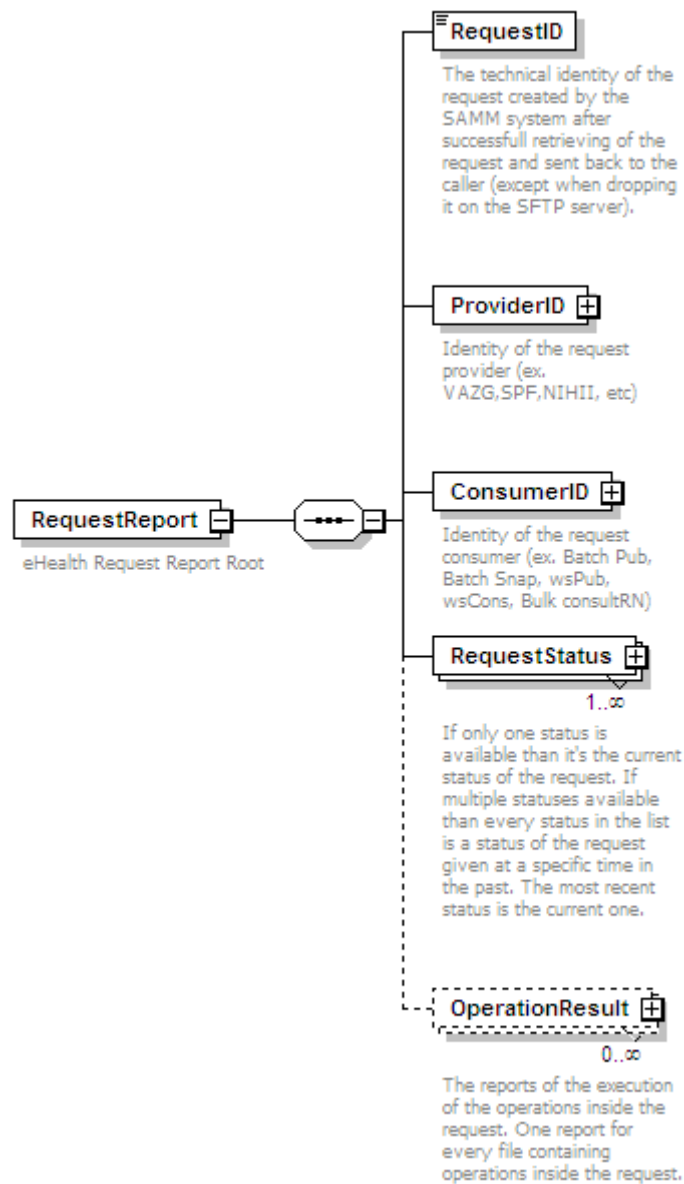 RequestID
The technical identity of the
request created by the
SAMM system after
successfull retrieving of the
request and sent back to the
caller (except when dropping
it on the SFTP server).
ProviderID
Identity of the request
provider (ex.
VAZG,SPF,NIHII, etc)
ConsumerID
Identity of the request
consumer (ex. Batch Pub,
Batch Snap, wsPub,
wsCons, Bulk consultRN)
RequestReport
eHealth Request Report Root
RequestStatus
1..∞
If only one status is
available than it's the current
status of the request. If
multiple statuses available
than every status in the list
is a status of the request
given at a specific time in
the past. The most recent
status is the current one.
OperationResult
0..∞
The reports of the execution
of the operations inside the
request. One report for
every file containing
operations inside the request.